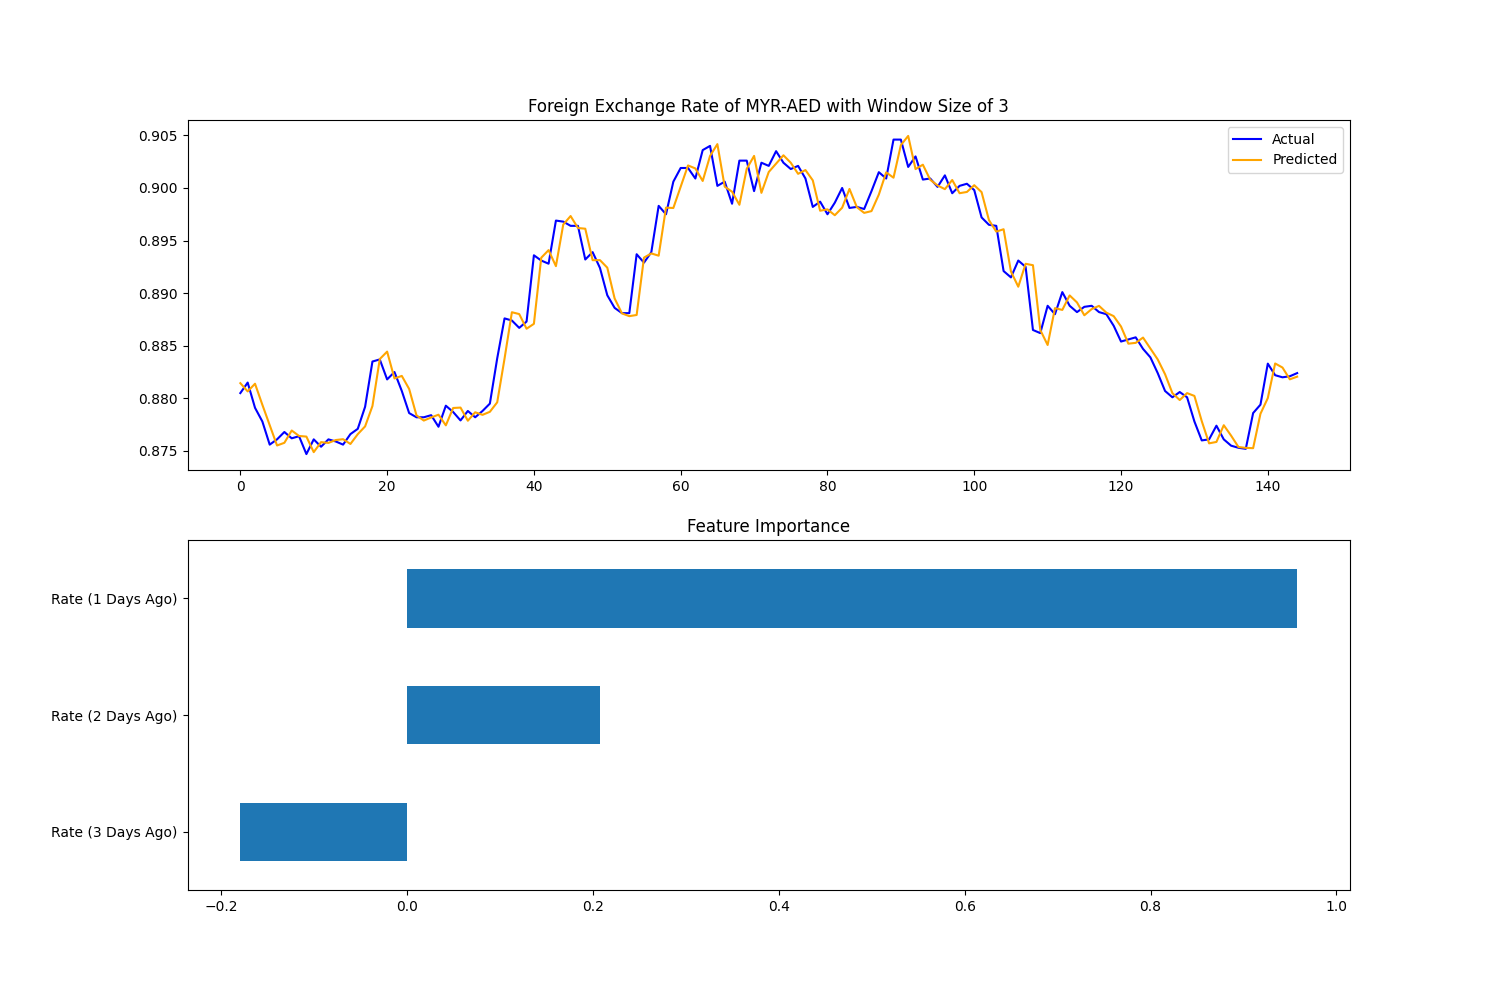 Foreign Exchange Rate of MYR-AED with Window Size of 3
0.905
0.900
0.895
0.890
0.885
0.880
0.875
Actual
Predicted
0 20 40 60 80 100 120 140
Feature Importance
Rate (1 Days Ago)
Rate (2 Days Ago)
Rate (3 Days Ago)
−0.2 0.0 0.2 0.4 0.6 0.8 1.0